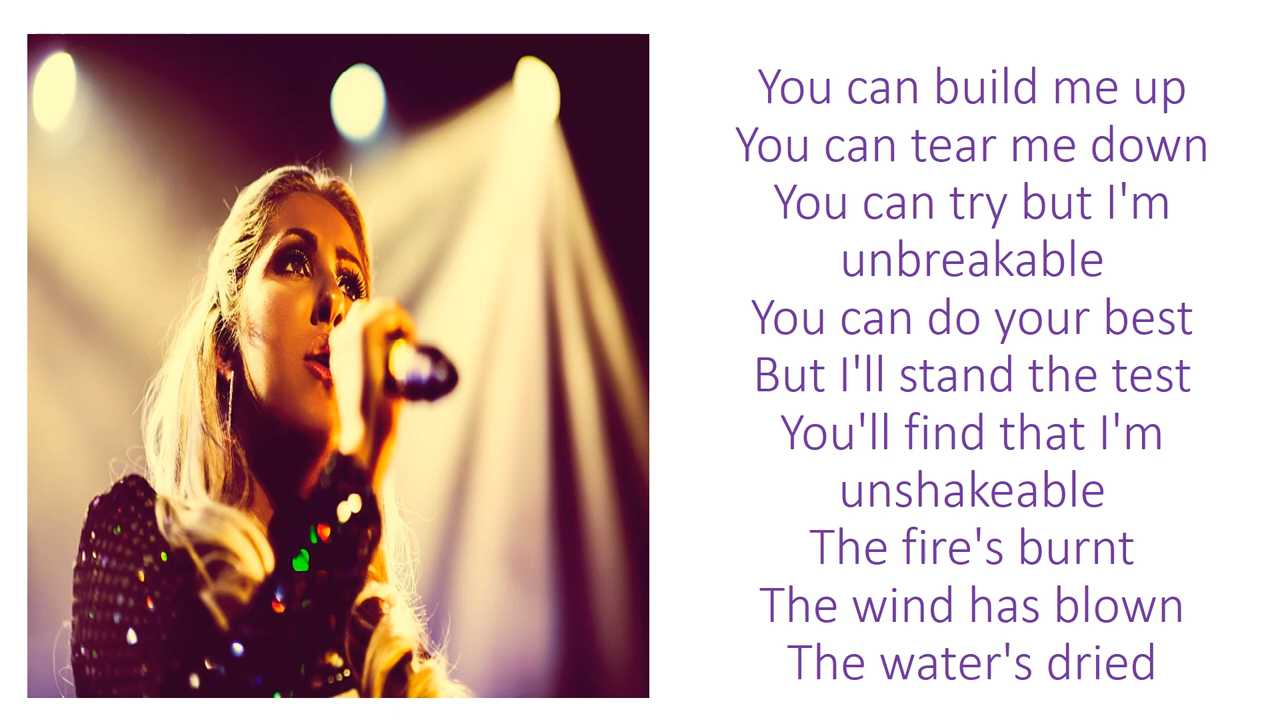 You can build me up
You can tear me down
You can try but I'm
unbreakable
You can do your best
But I'll stand the test
You'll find that I'm
unshakeable
The fire's burnt
The wind has blown
The water's dried